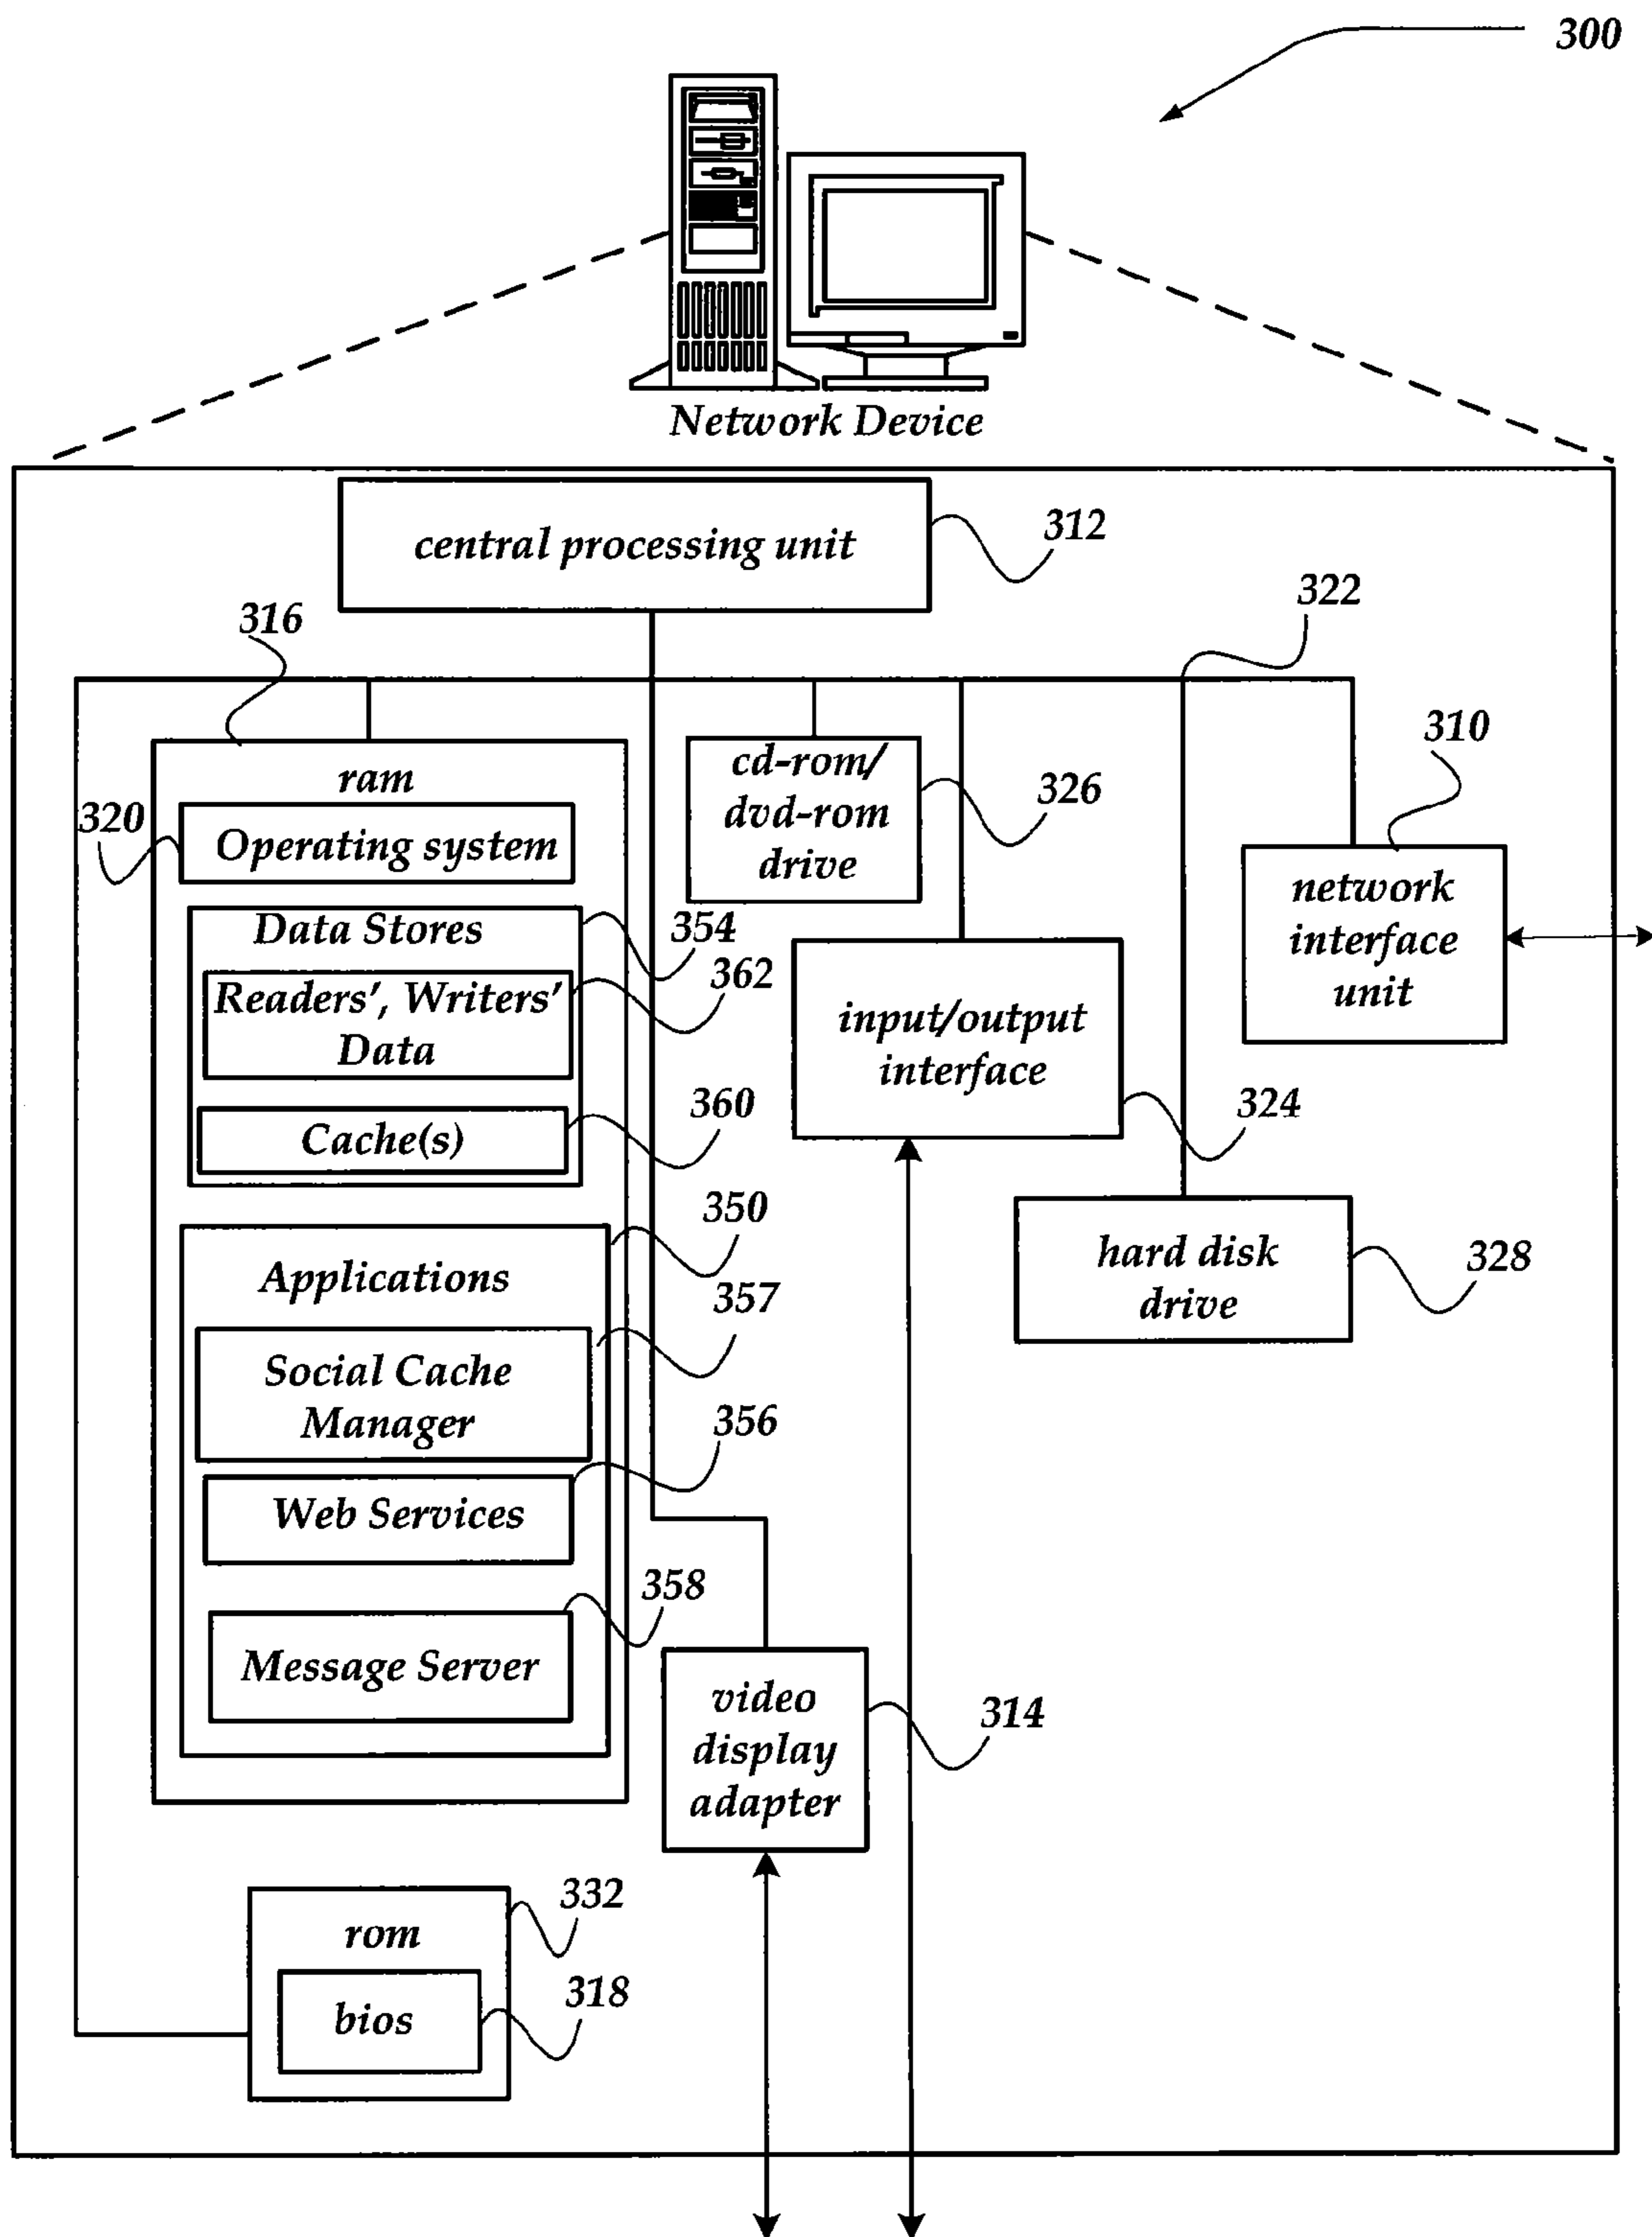 300
Network Device
central processing unit
312
322
316
310
ram
cd-rom/
dvd-rom
drive
326
320
Operating system
network
interface
unit
Data Stores
354
362
Readers', Writers'
Data
input/output
interface
360
324
Cache(s)
350
hard disk
drive
328
Applications
357
Social Cache
Manager
356
Web Services
358
Message Server
video
display
adapter
314
332
rom
318
bios